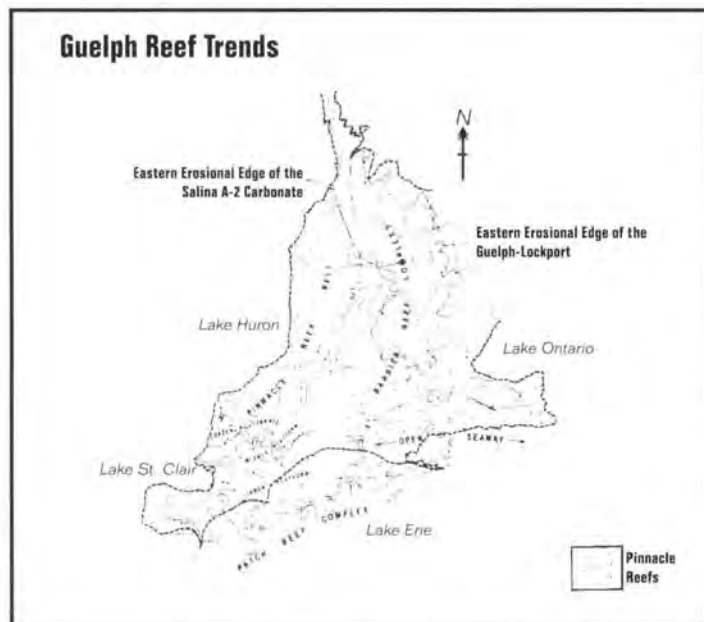 Guelph Reef Trends
N
Eastern Erosional Edge of the
Salina A-2 Carbonate
Eastern Erosional Edge of the
Guelph-Lockport
Lake Huron
PINNACLE REEF BELT
BARRIER REEF
Lake Ontario
OPEN SEAWAY
Lake St. Clair
PATCH REEF COMPLEX
Lake Erie
Pinnacle
Reefs